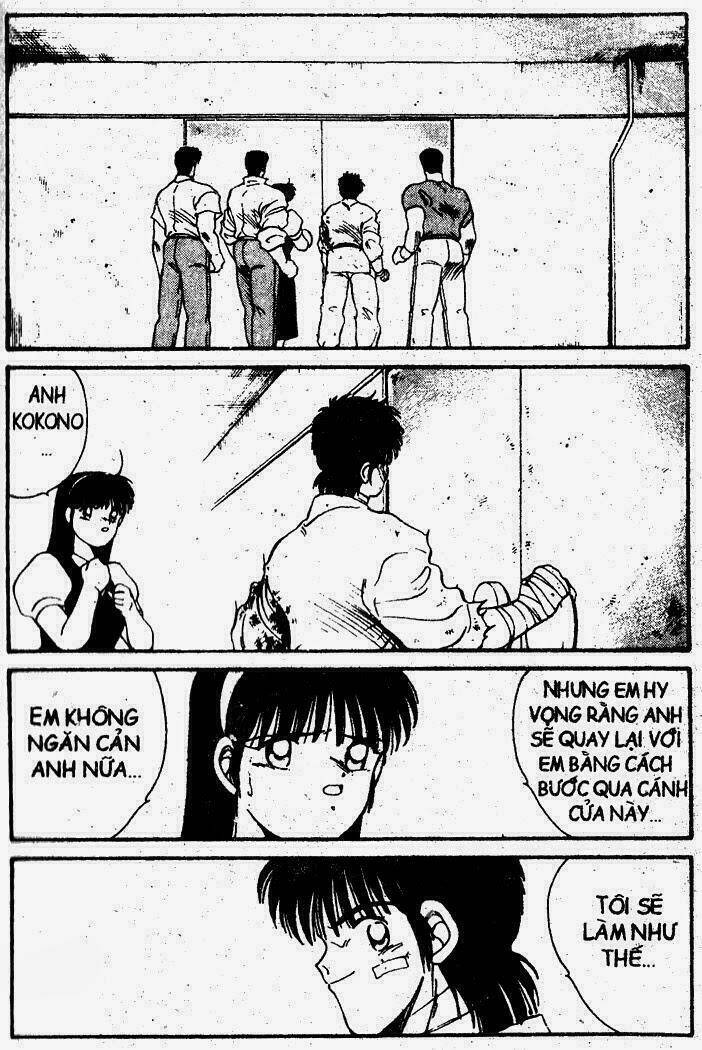 ANH
KOKONO
...
EM KHÔNG
NGĂN CẢN
ANH NỮA...
NHƯNG EM HY
VỌNG RẰNG ANH
SẼ QUAY LẠI VỚI
EM BẰNG CÁCH
BƯỚC QUA CÁNH
CỬA NÀY...
TÔI SẼ
LÀM NHƯ
THẾ...